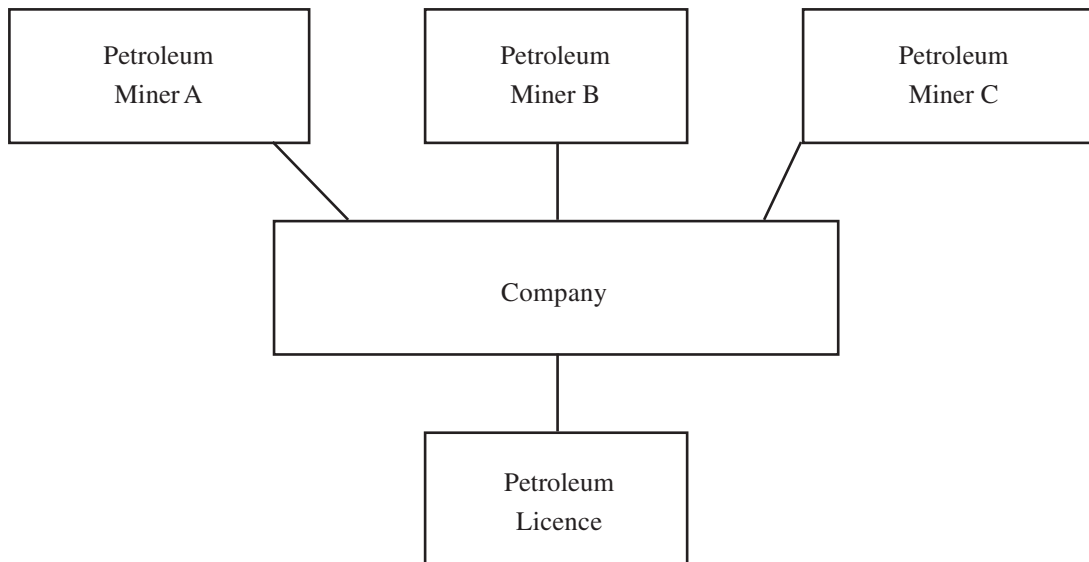 Petroleum
Miner A
Petroleum
Miner B
Petroleum
Miner C
Company
Petroleum
Licence